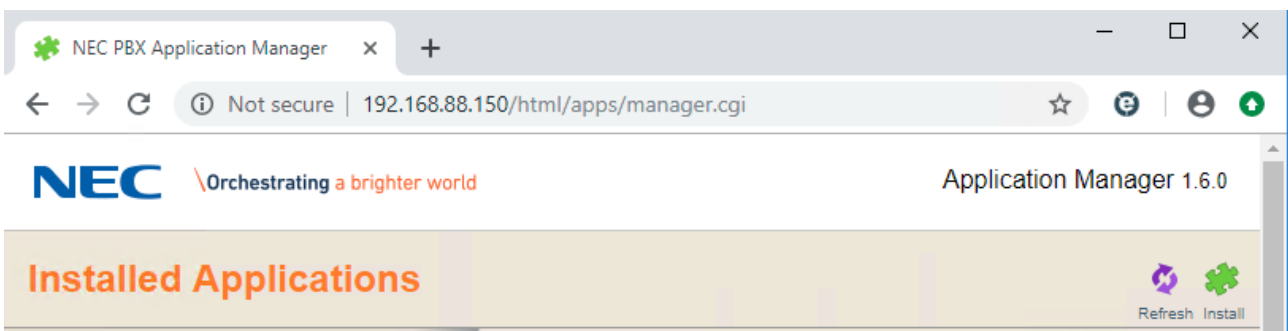 NEC PBX Application Manager
Not secure | 192.168.88.150/html/apps/manager.cgi
NEC \Orchestrating a brighter world Application Manager 1.6.0
Installed Applications
Refresh Install